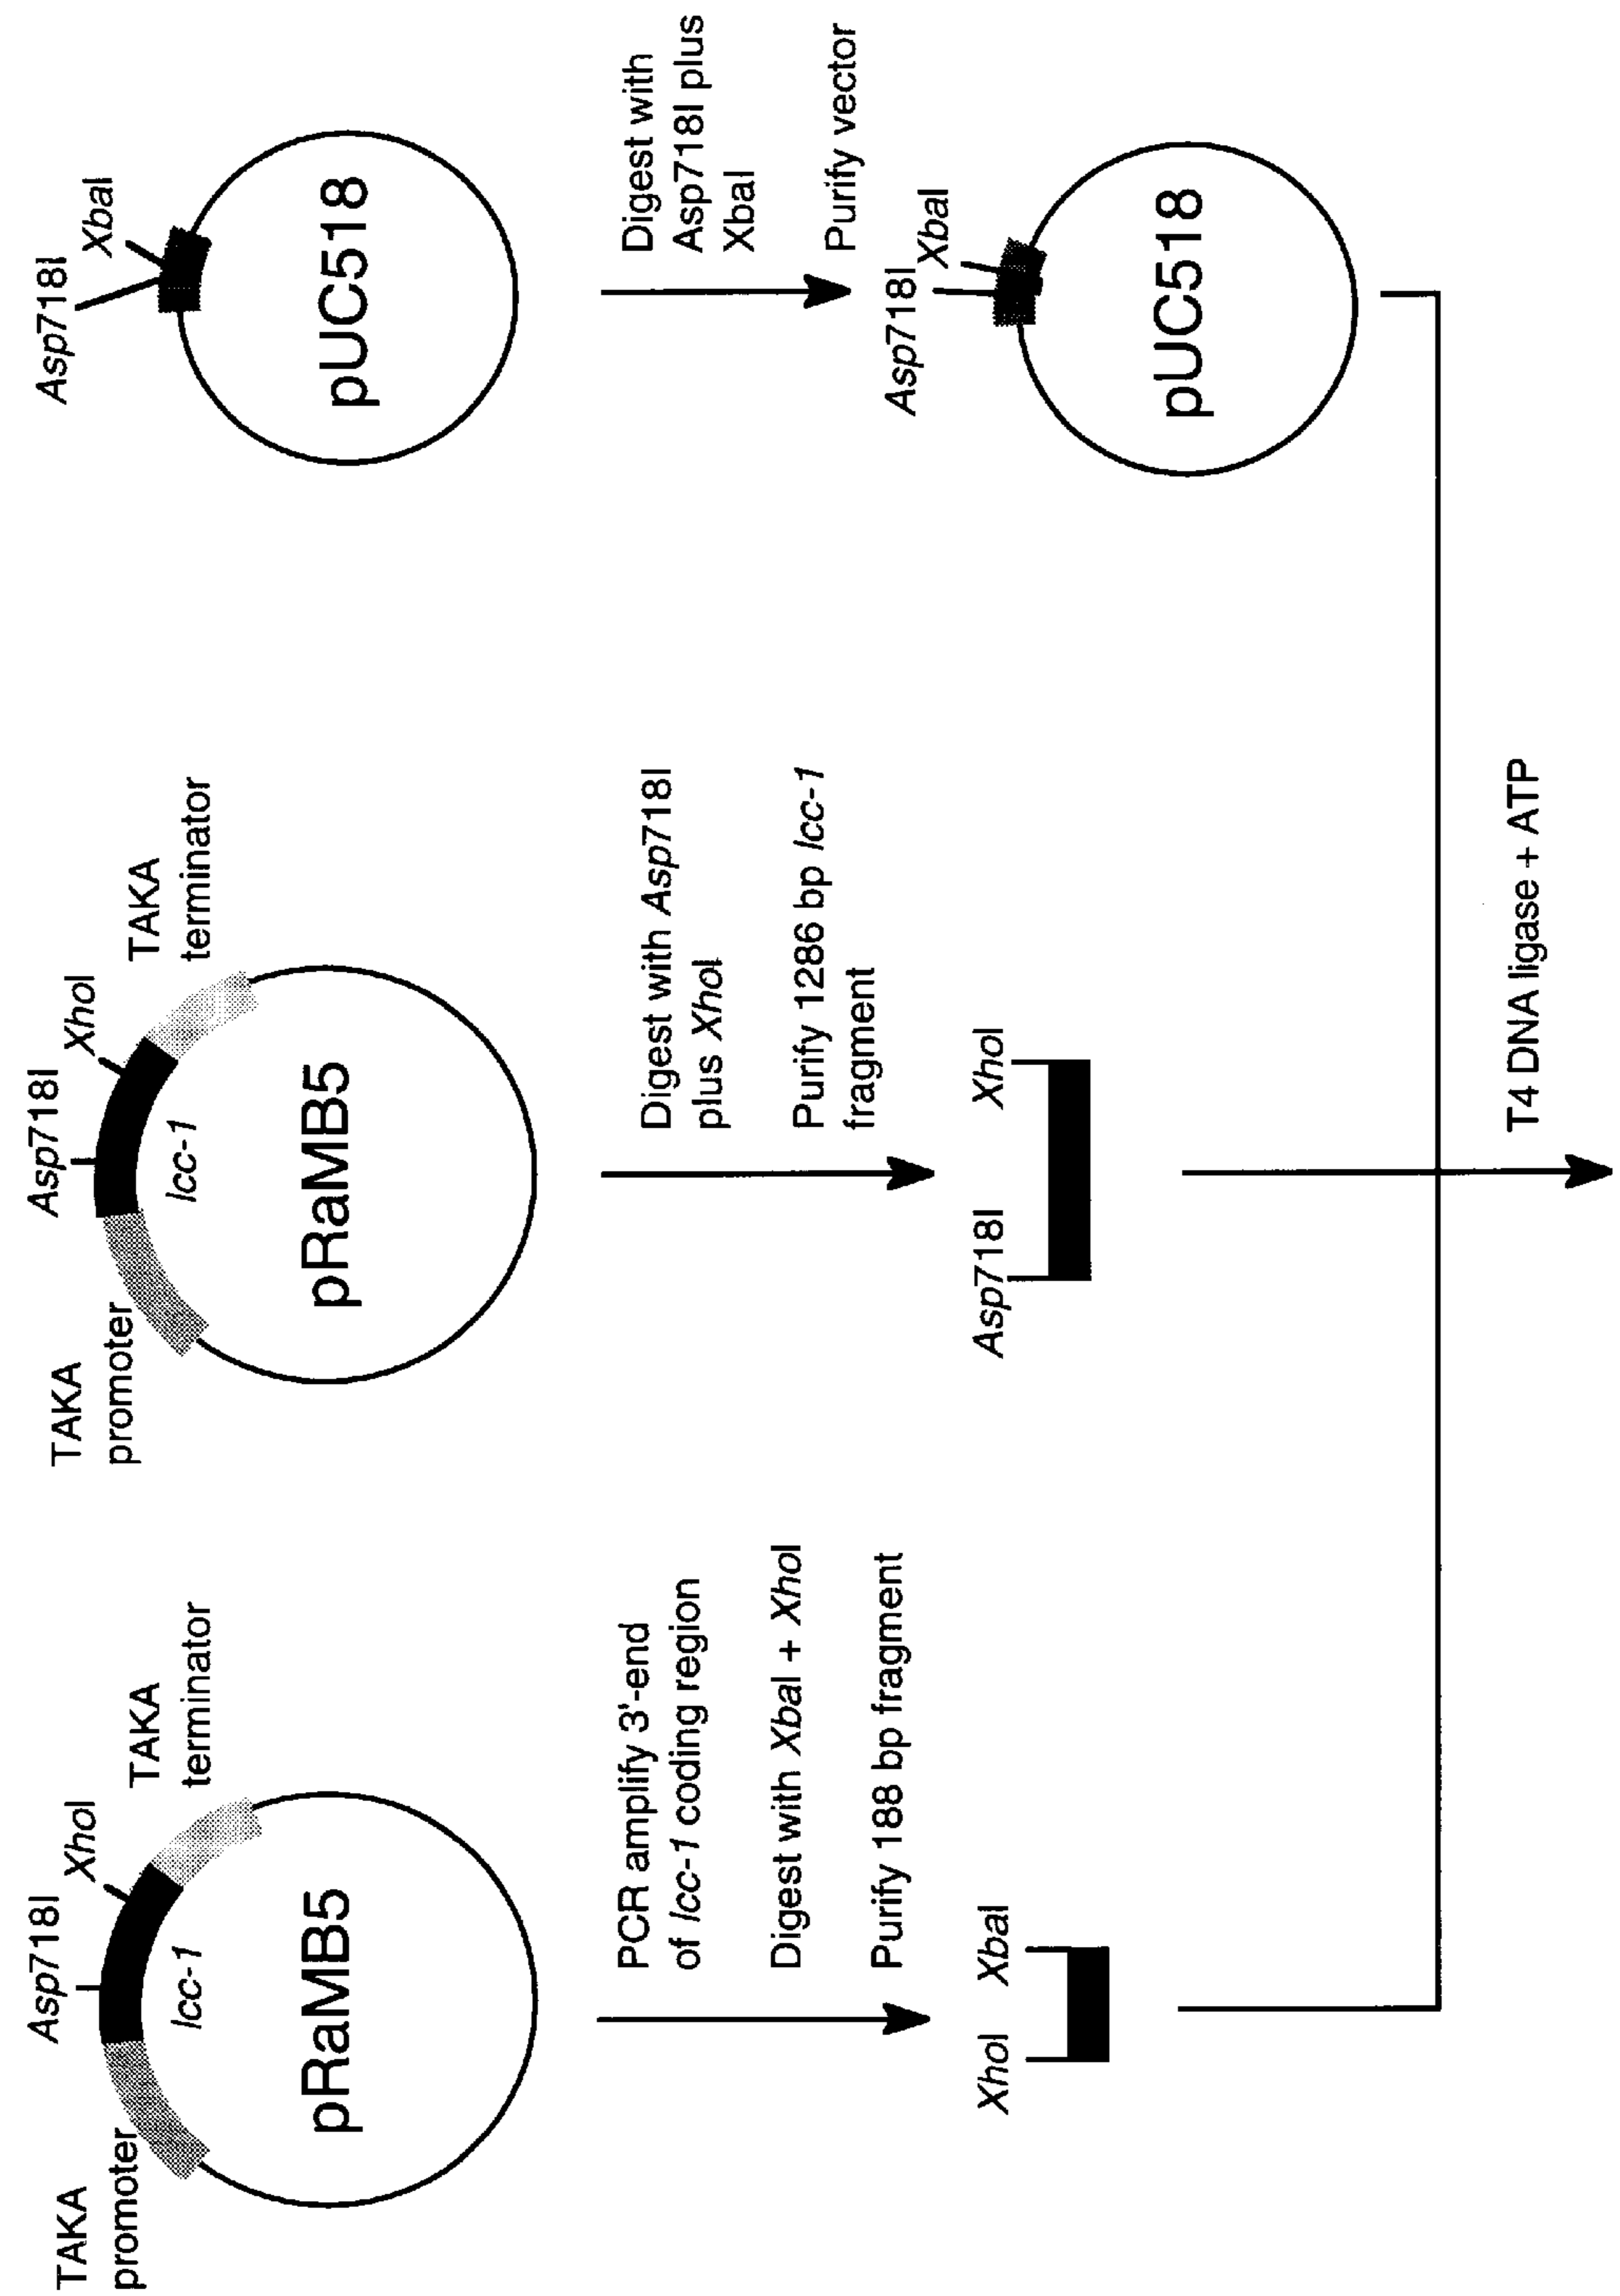 TAKA
promoter
Asp718I
XhoI
TAKA
terminator
lcc-1
pRaMB5
PCR amplify 3'-end
of lcc-1 coding region
Digest with XbaI + XhoI
Purify 188 bp fragment
XhoI
XbaI
TAKA
promoter
Asp718I
XhoI
TAKA
terminator
lcc-1
pRaMB5
Digest with Asp718I
plus XhoI
Purify 1286 bp lcc-1
fragment
Asp718I
XhoI
Asp718I
XbaI
pUC518
Digest with
Asp718I plus
XbaI
Purify vector
Asp718I
XbaI
pUC518
T4 DNA ligase + ATP